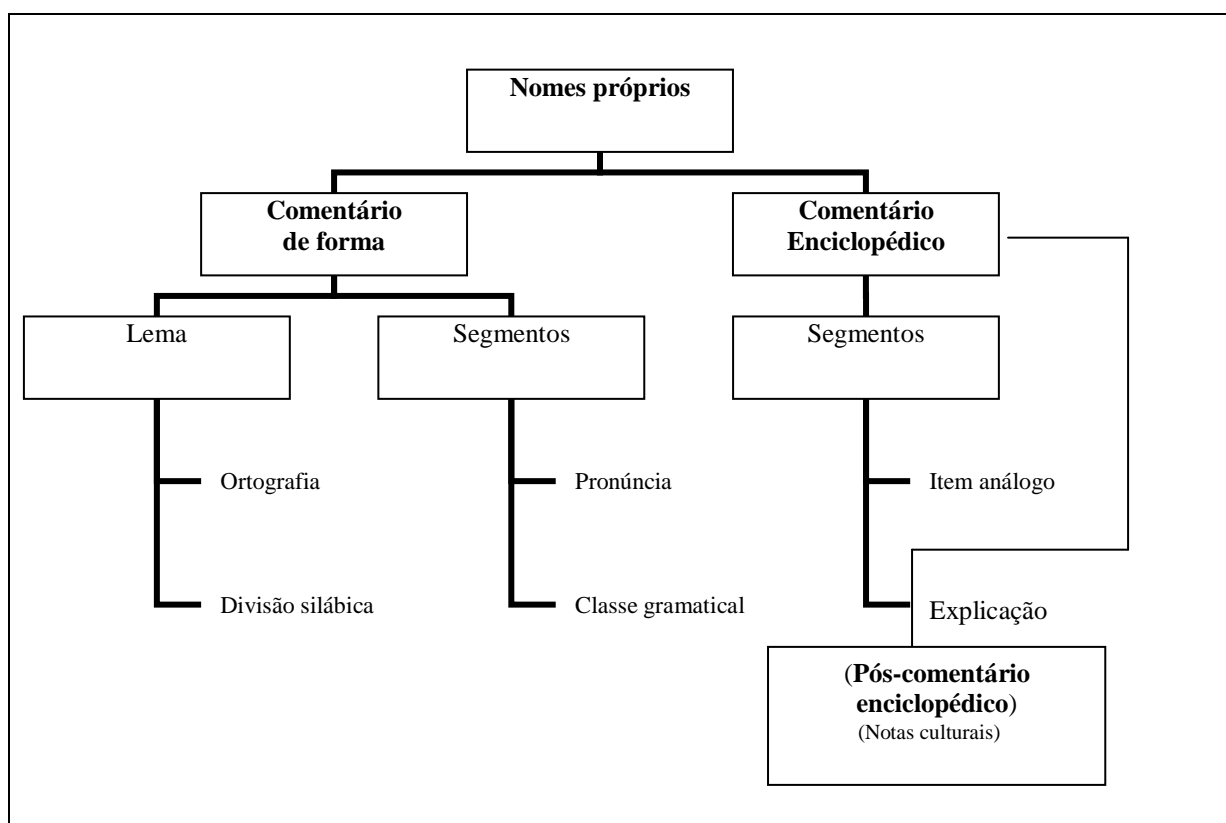 Nomes próprios
Comentário
de forma
Comentário
Enciclopédico
Lema
Segmentos
Segmentos
Ortografia
Pronúncia
Item análogo
Divisão silábica
Classe gramatical
Explicação
(Pós-comentário
enciclopédico)
(Notas culturais)